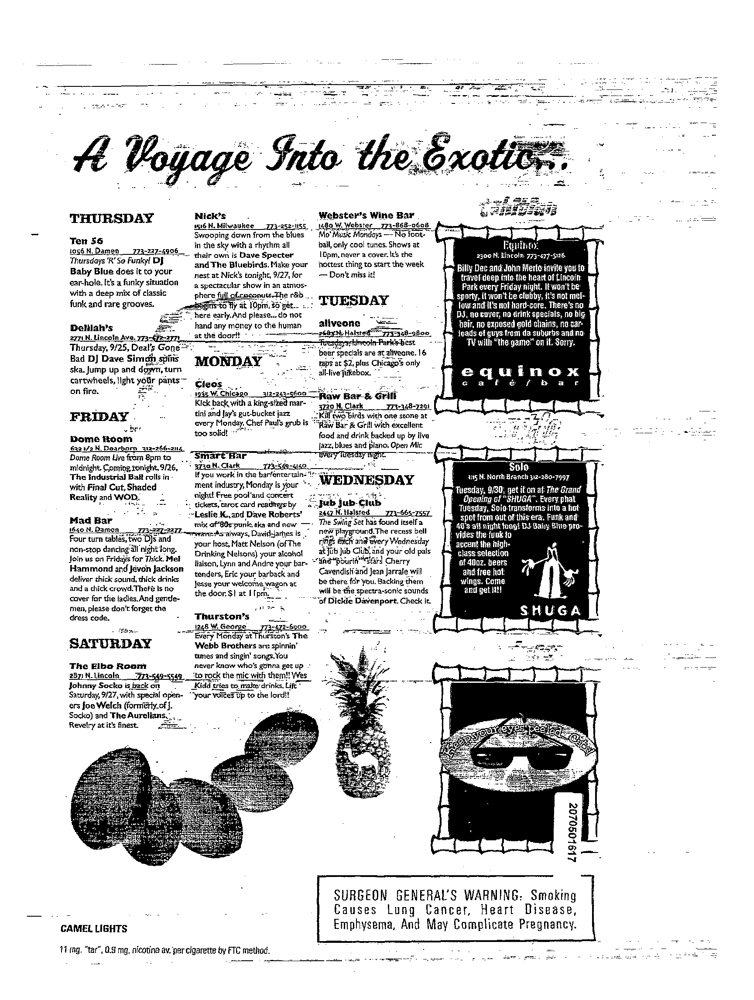 A Voyage Into the Exotic...
THURSDAY
Ten 56
1056 N. Damen 773-227-4906
Thursdays 'R' So Funky! DJ
Baby Blue does it to your
ear-hole. It's a funky situation
with a deep mix of classic
funk and rare grooves.
Delilah's
2771 N. Lincoln Ave. 773-472-2771
Thursday, 9/25, Deal's Gone
Bad DJ Dave Simon spins
ska. Jump up and down, turn
cartwheels, light your pants
on fire.
FRIDAY
Dome Room
632 1/2 N. Dearborn 312-266-2114
Dome Room Live from 8pm to
midnight. Coming tonight, 9/26,
The Industrial Ball rolls in
with Final Cut, Shaded
Reality and WOD.
Mad Bar
1640 N. Damen 773-227-2277
Four turn tables, two DJs and
non-stop dancing all night long.
Join us on Fridays for Thick. Mel
Hammond and Jevon Jackson
deliver thick sound, thick drinks
and a thick crowd. There is no
cover for the ladies. And gentle-
men, please don't forget the
dress code.
SATURDAY
The Elbo Room
2871 N. Lincoln 773-549-5549
Johnny Socko is back on
Saturday, 9/27, with special open-
ers Joe Welch (formerly of J.
Socko) and The Aurelians.
Revelry at it's finest.
Nick's
1516 N. Milwaukee 773-252-1155
Swooping down from the blues
in the sky with a rhythm all
their own is Dave Specter
and The Bluebirds. Make your
nest at Nick's tonight, 9/27, for
a spectacular show in an atmos-
phere full of coconuts. The r&b
begins to fly at 10pm, so get
here early. And please... do not
hand any money to the human
at the door!!
MONDAY
Cleos
1935 W. Chicago 312-243-5600
Kick back with a king-sized mar-
tini and Jay's gut-bucket jazz
every Monday. Chef Paul's grub is
too solid!
Smart Bar
3730 N. Clark 773-549-4140
If you work in the bar/entertain-
ment industry, Monday is your
night! Free pool and concert
tickets, tarot card readings by
Leslie K., and Dave Roberts'
mix of '80s punk, ska and new
wave. As always, David James is
your host, Matt Nelson (of The
Drinking Nelsons) your alcohol
liaison, Lynn and Andre your bar-
tenders, Eric your barback and
Jesse your welcome wagon at
the door. $1 at 11pm.
Thurston's
1248 W. George 773-472-6900
Every Monday at Thurston's The
Webb Brothers are spinnin'
tunes and singin' songs. You
never know who's gonna get up
to rock the mic with them!! Wes
Kidd tries to make drinks. Lift
your voices up to the lord!!
Webster's Wine Bar
1480 W. Webster 773-868-0608
Mo' Music Mondays — No foot-
ball, only cool tunes. Shows at
10pm, never a cover. It's the
hottest thing to start the week
— Don't miss it!
TUESDAY
aliveone
2683 N. Halsted 773-348-9800
Tuesdays, Lincoln Park's best
beer specials are at aliveone. 16
taps at $2, plus Chicago's only
all-live jukebox.
Raw Bar & Grill
3720 N. Clark 773-348-7291
Kill two birds with one stone at
Raw Bar & Grill with excellent
food and drink backed up by live
jazz, blues and piano. Open Mic
every Tuesday night.
WEDNESDAY
Jub Jub Club
2447 N. Halsted 773-665-7557
The Swing Set has found itself a
new playground. The recess bell
rings each and every Wednesday
at Jub Jub Club, and your old pals
and "pourin'" stars Cherry
Cavendish and Jean Jarraile will
be there for you. Backing them
will be the spectra-sonic sounds
of Dickie Davenport. Check it.
Equinox
2300 N. Lincoln 773-477-5126
Billy Dec and John Merlo invite you to
travel deep into the heart of Lincoln
Park every Friday night. It won't be
sporty, it won't be clubby, it's not mel-
low and it's not hard-core. There's no
DJ, no cover, no drink specials, no big
hair, no exposed gold chains, no car-
loads of guys from da suburbs and no
TV with "the game" on it. Sorry.
equinox
café/bar
Solo
1115 N. North Branch 312-280-7997
Tuesday, 9/30, get it on at The Grand
Opening of "SHUGA". Every phat
Tuesday, Solo transforms into a hot
spot from out of this era. Funk and
40's all night long! DJ Baby Blue pro-
vides the funk to
accent the high-
class selection
of 40oz. beers
and free hot
wings. Come
and get it!!
SHUGA
2070501617
SURGEON GENERAL'S WARNING: Smoking
Causes Lung Cancer, Heart Disease,
Emphysema, And May Complicate Pregnancy.
CAMEL LIGHTS
11 mg. "tar", 0.9 mg. nicotine av. per cigarette by FTC method.